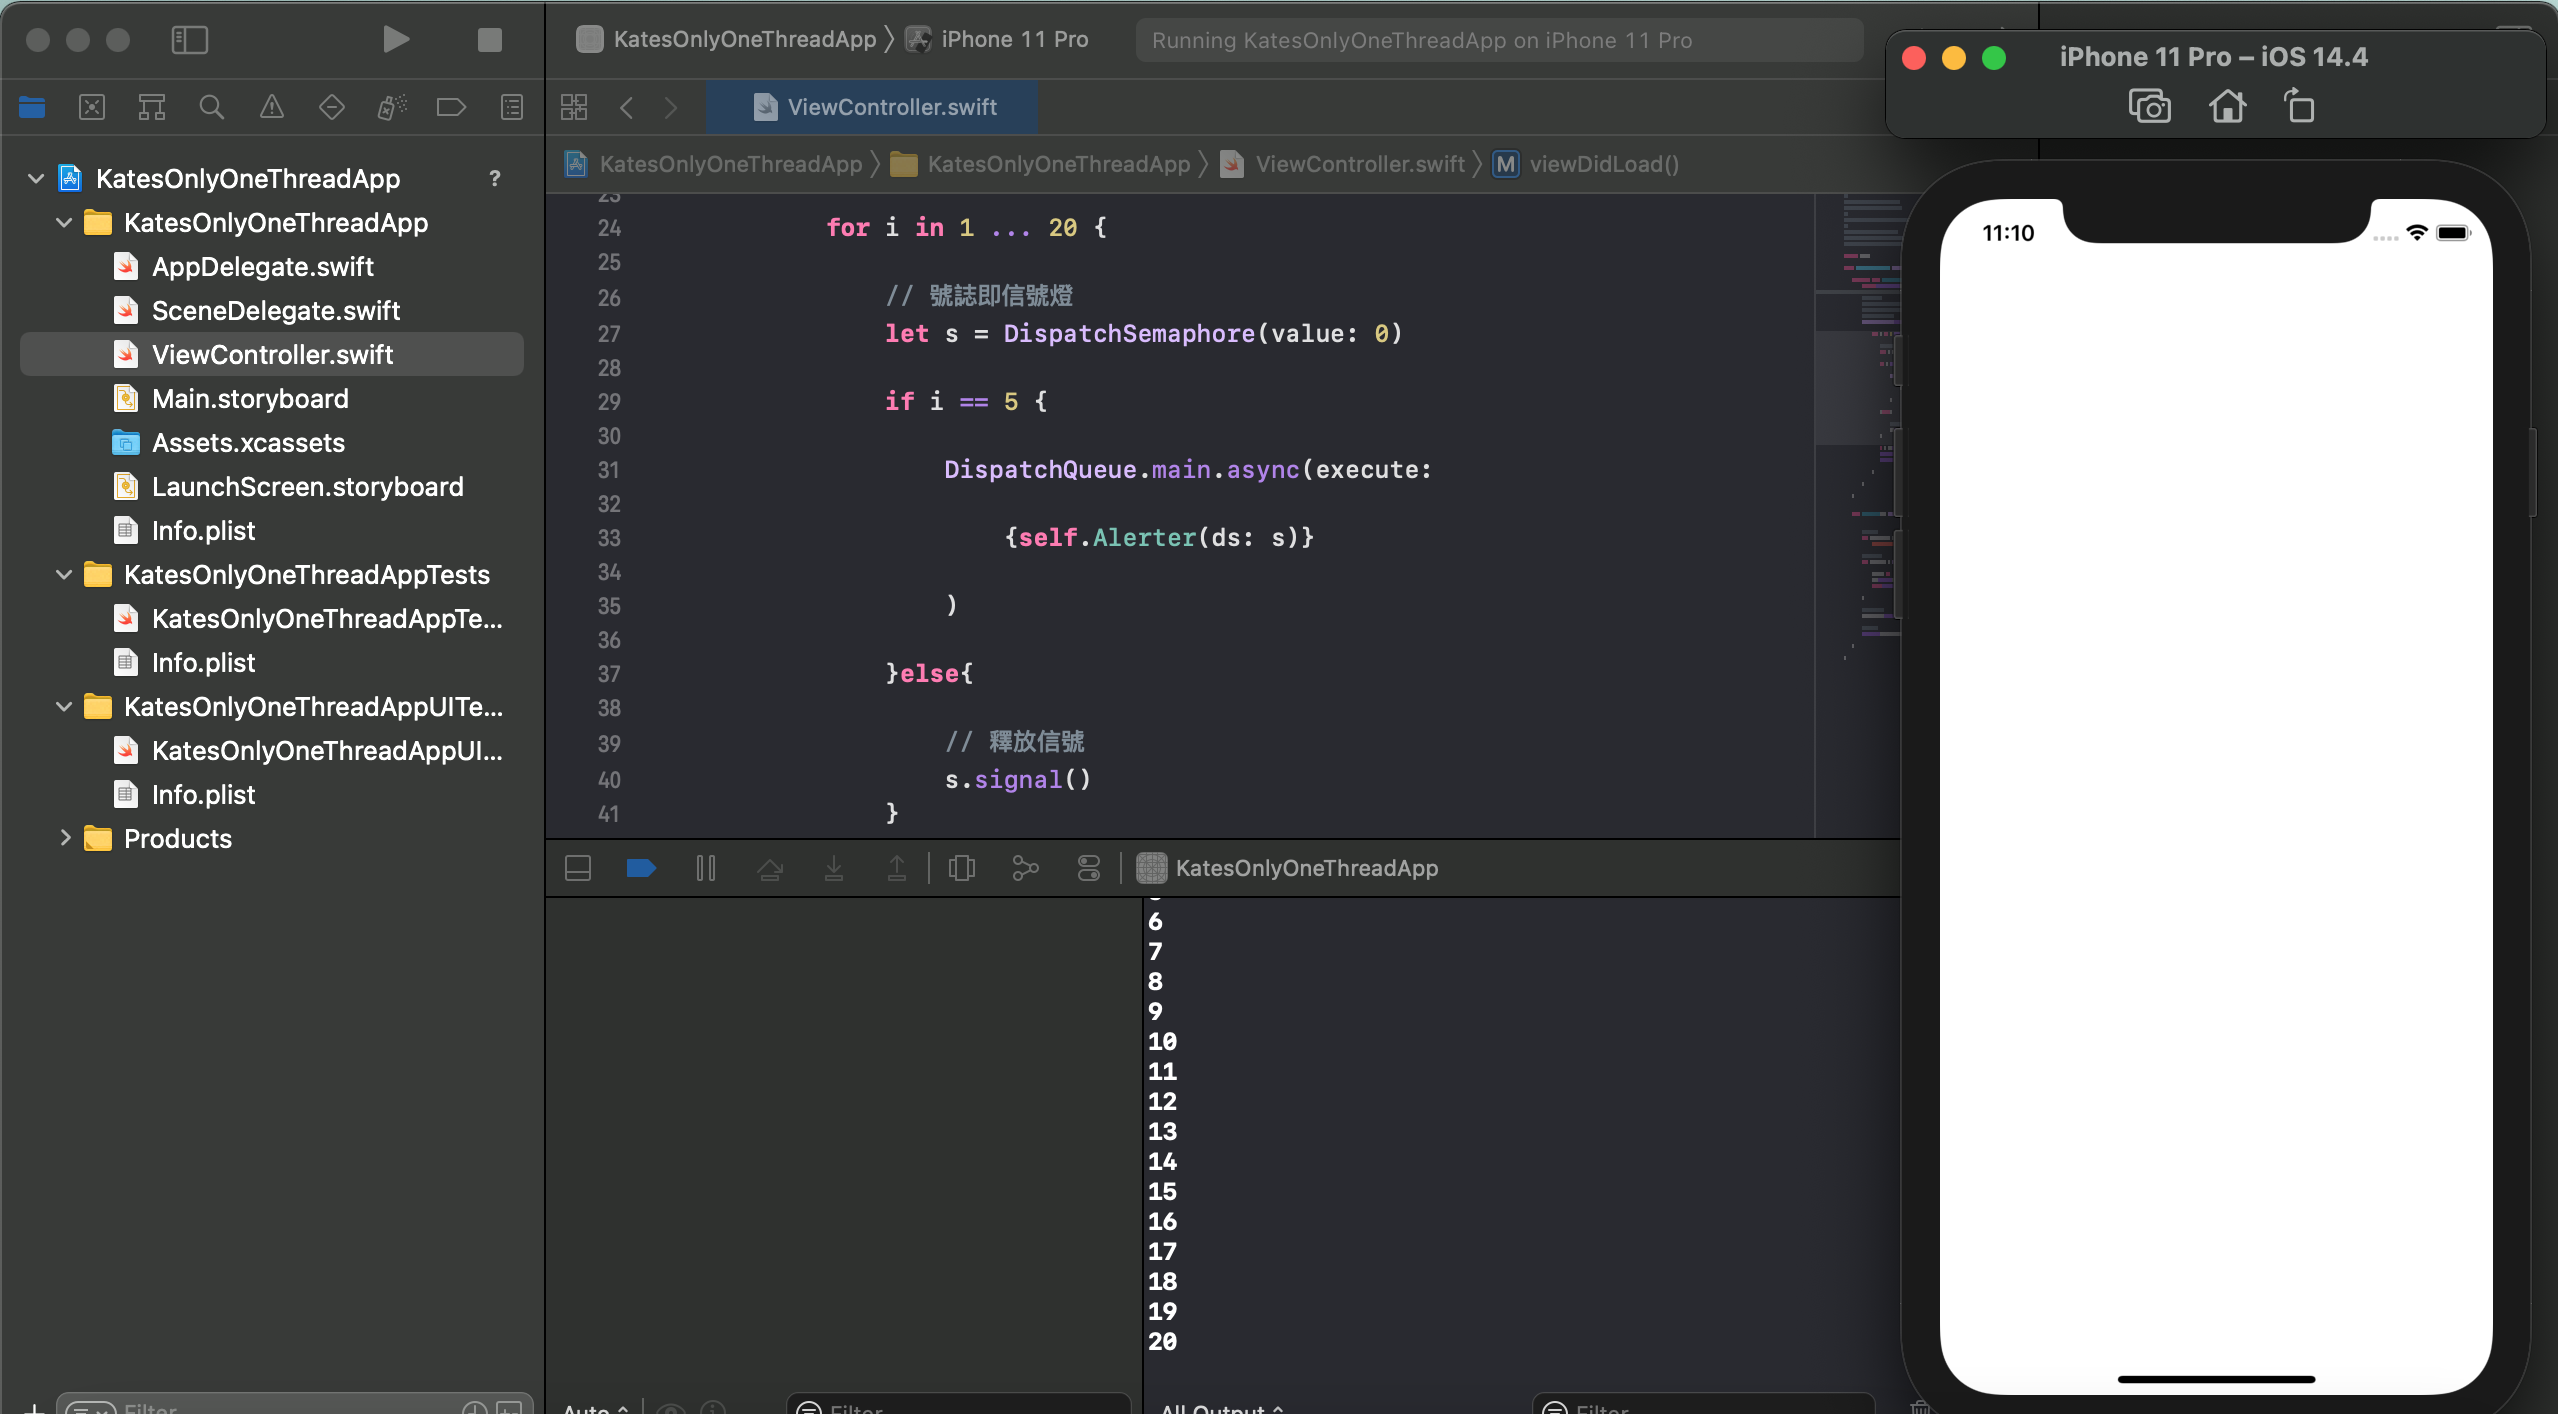 KatesOnlyOneThreadApp 〉 iPhone 11 Pro
Running KatesOnlyOneThreadApp on iPhone 11 Pro
ViewController.swift
KatesOnlyOneThreadApp ?
KatesOnlyOneThreadApp
AppDelegate.swift
SceneDelegate.swift
ViewController.swift
Main.storyboard
Assets.xcassets
LaunchScreen.storyboard
Info.plist
KatesOnlyOneThreadAppTests
KatesOnlyOneThreadAppTe...
Info.plist
KatesOnlyOneThreadAppUITe...
KatesOnlyOneThreadAppUI...
Info.plist
Products
Filter
KatesOnlyOneThreadApp 〉 KatesOnlyOneThreadApp 〉 ViewController.swift 〉 M viewDidLoad()
23
24 for i in 1 ... 20 {
25
26 // 號誌即信號燈
27 let s = DispatchSemaphore(value: 0)
28
29 if i == 5 {
30
31 DispatchQueue.main.async(execute:
32
33 {self.Alerter(ds: s)}
34
35 )
36
37 }else{
38
39 // 釋放信號
40 s.signal()
41 }
KatesOnlyOneThreadApp
6
7
8
9
10
11
12
13
14
15
16
17
18
19
20
Auto
Filter
All Output
Filter
iPhone 11 Pro – iOS 14.4
11:10